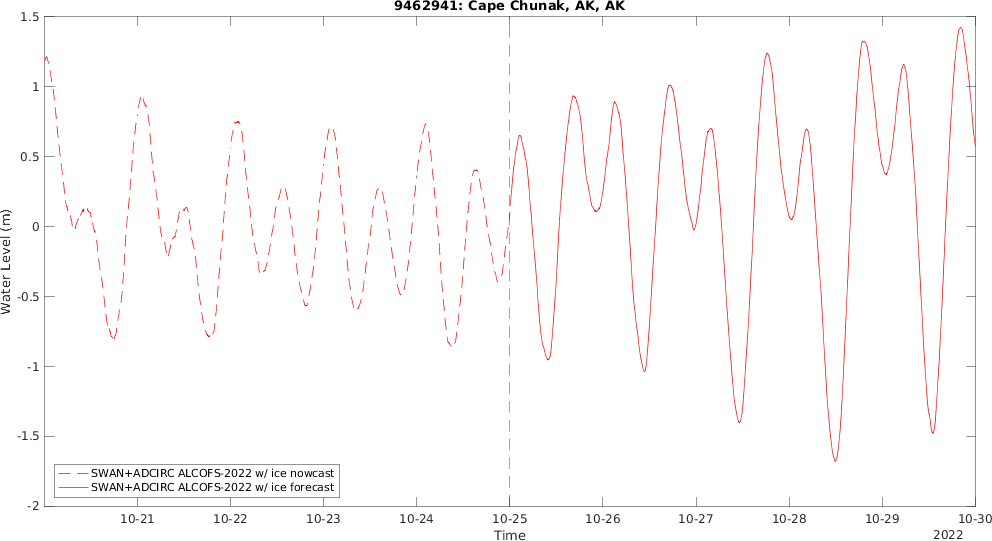 9462941: Cape Chunak, AK, AK
1.5
1
0.5
0
-0.5
-1
-1.5
-2
Water Level (m)
SWAN+ADCIRC ALCOFS-2022 w/ ice nowcast
SWAN+ADCIRC ALCOFS-2022 w/ ice forecast
10-21 10-22 10-23 10-24 10-25 10-26 10-27 10-28 10-29 10-30
Time
2022